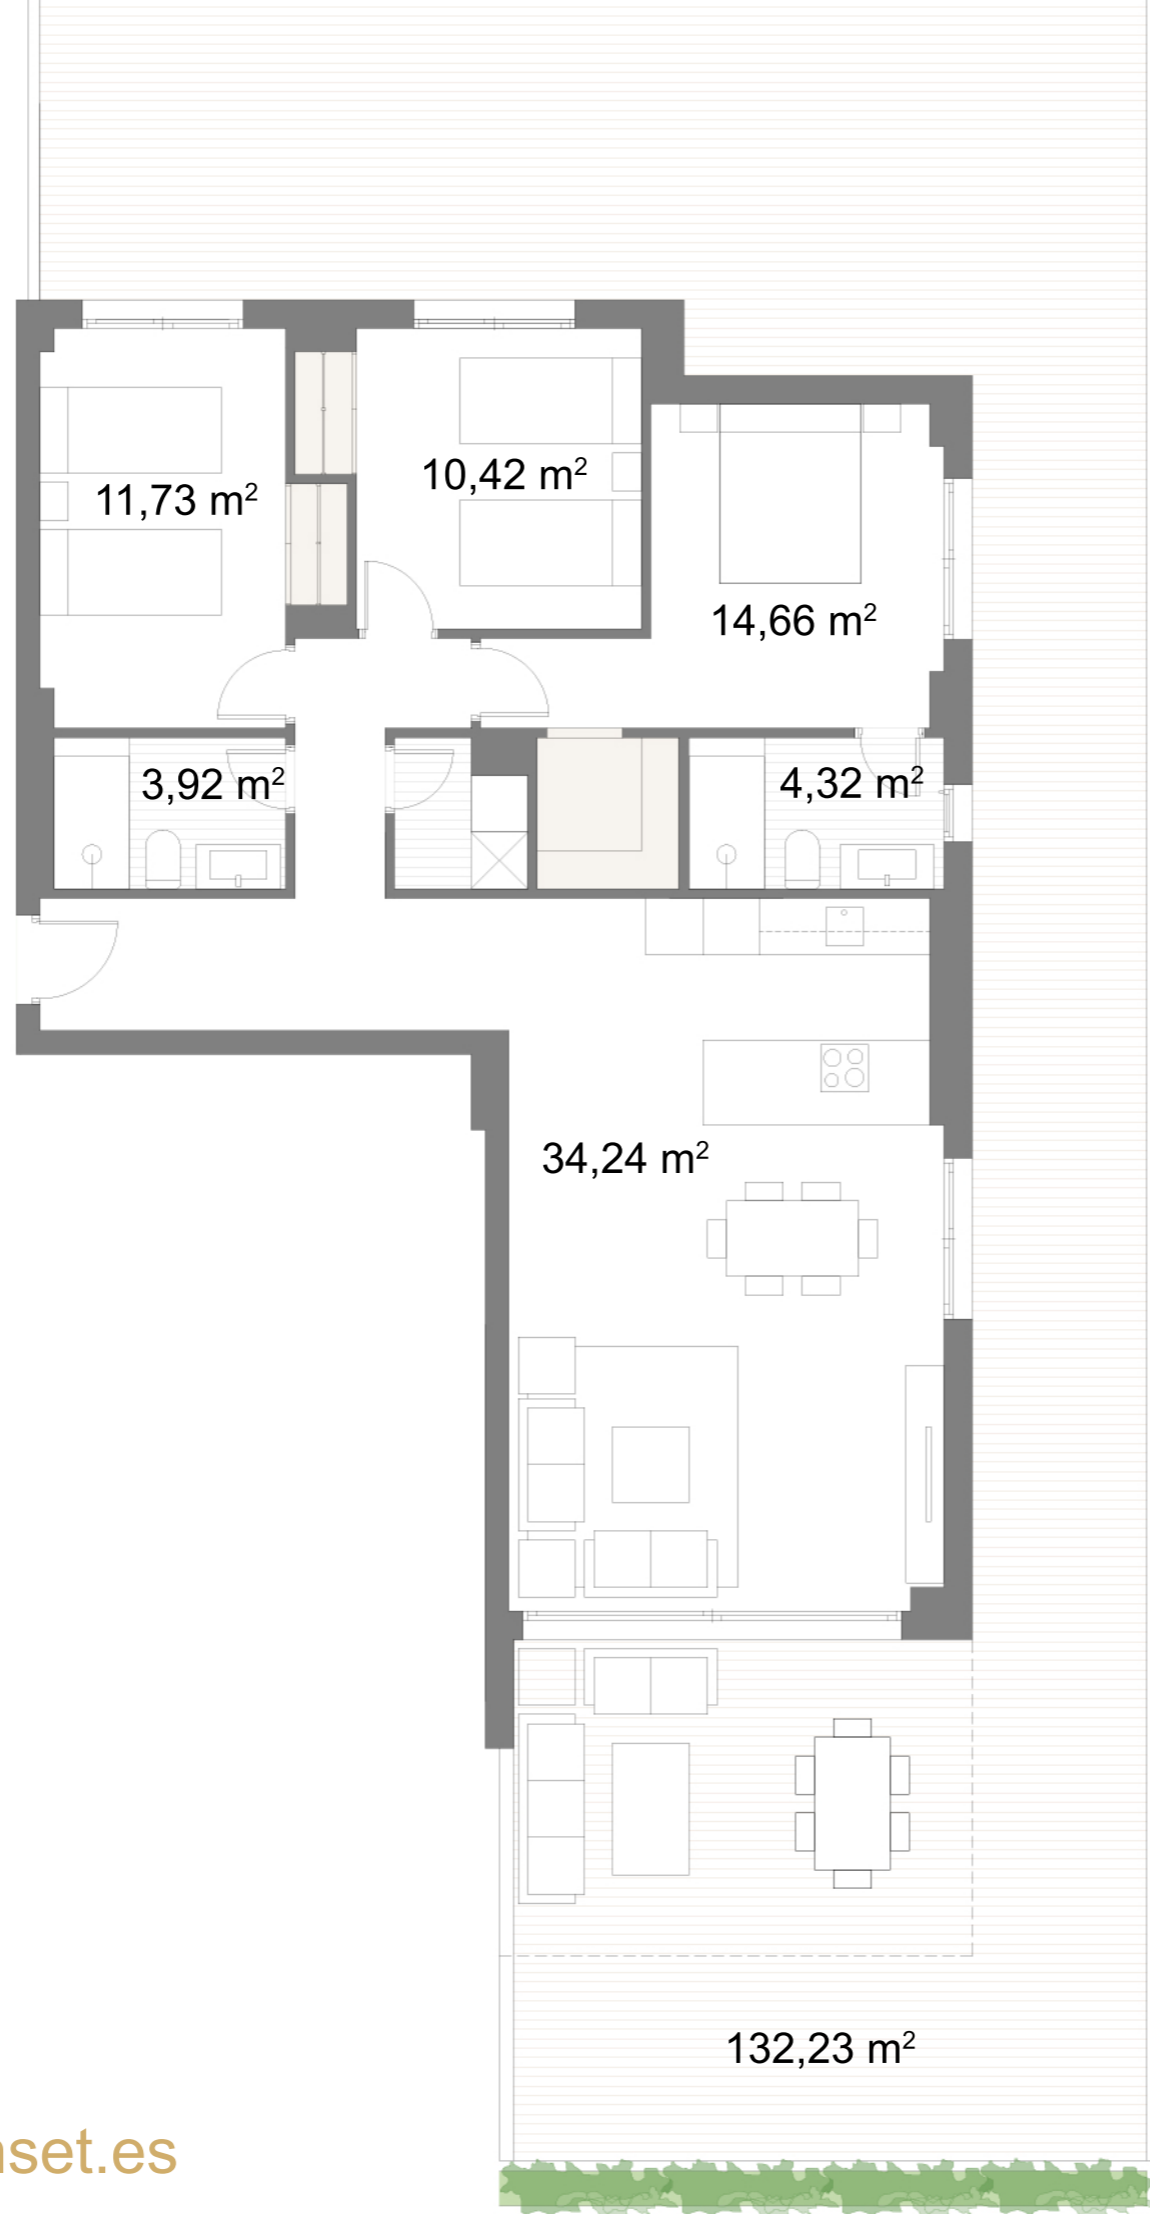 10,42 m²
11,73 m²
14,66 m²
3,92 m²
4,32 m²
34,24 m²
132,23 m²
nset.es